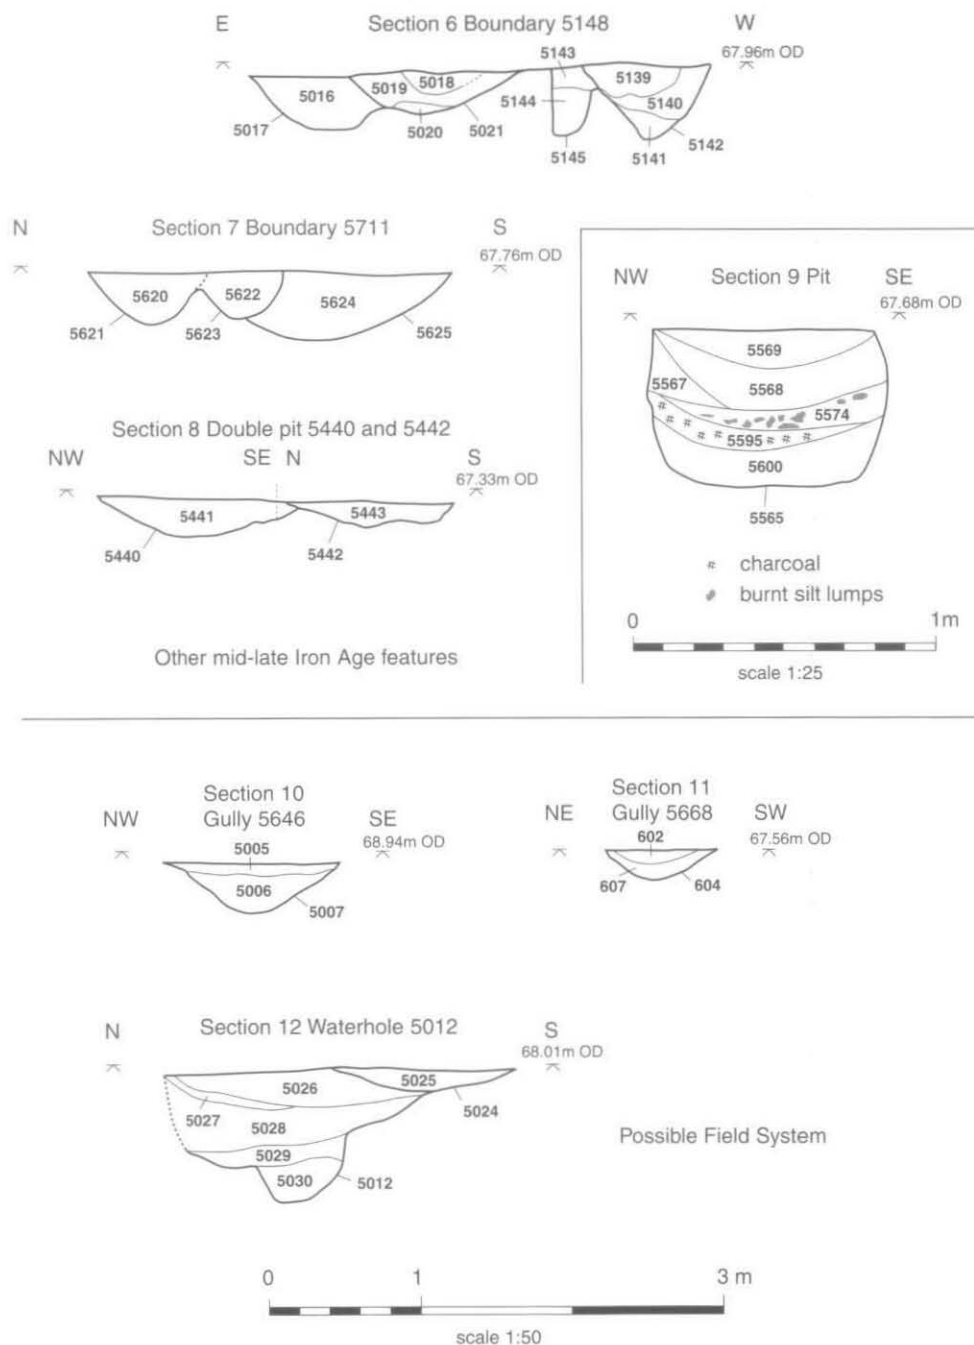 E Section 6 Boundary 5148 W
67.96m OD
5143
5139
5018
5019
5016
5144
5140
5017
5020
5021
5142
5145
5141
N Section 7 Boundary 5711 S
67.76m OD
5620
5622
5624
5621
5623
5625
Section 8 Double pit 5440 and 5442
NW SE N S
67.33m OD
5441
5443
5440
5442
Other mid-late Iron Age features
NW Section 9 Pit SE
67.68m OD
5569
5567
5568
5574
5595
5600
5565
charcoal
burnt silt lumps
0 1m
scale 1:25
Section 10
NW Gully 5646 SE
68.94m OD
5005
5006
5007
Section 11
NE Gully 5668 SW
67.56m OD
602
607
604
N Section 12 Waterhole 5012 S
68.01m OD
5026
5025
5027
5024
5028
5029
5030
5012
Possible Field System
0 1 3 m
scale 1:50